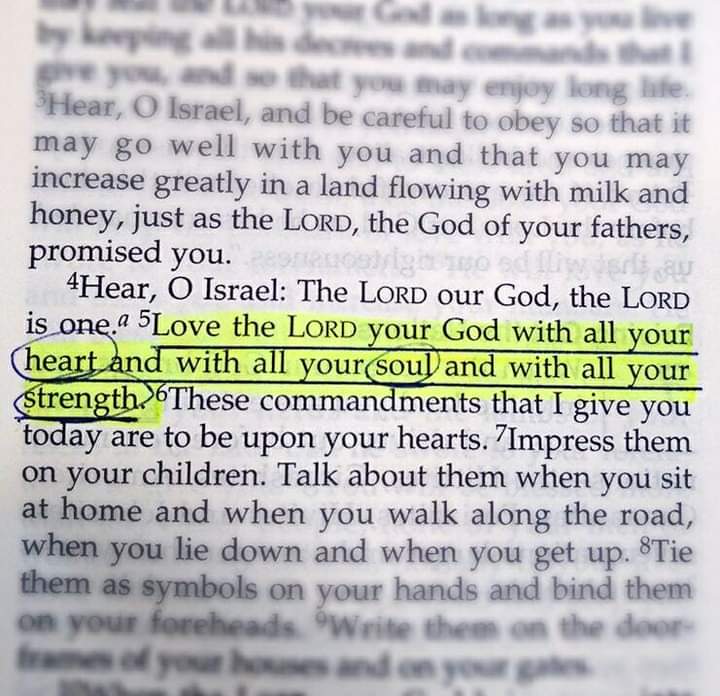 your God as long as you live
by keeping all his decrees and commands that I
give you, and so that you may enjoy long life.
3Hear, O Israel, and be careful to obey so that it
may go well with you and that you may
increase greatly in a land flowing with milk and
honey, just as the LORD, the God of your fathers,
promised you.
4Hear, O Israel: The LORD our God, the LORD
is one.a 5Love the LORD your God with all your
heart and with all your soul and with all your
strength. 6These commandments that I give you
today are to be upon your hearts. 7Impress them
on your children. Talk about them when you sit
at home and when you walk along the road,
when you lie down and when you get up. 8Tie
them as symbols on your hands and bind them
on your foreheads. 9Write them on the door-
frames of your houses and on your gates.